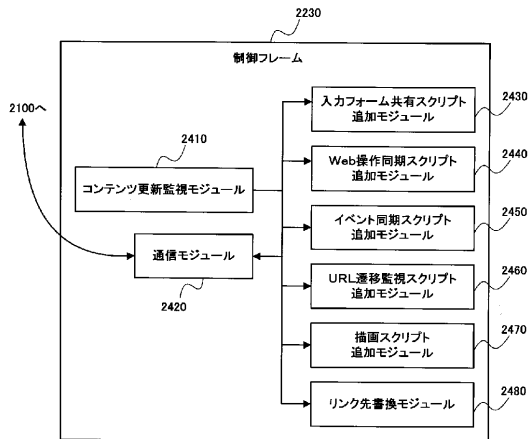 2230
制御フレーム
2100へ
2410
コンテンツ更新監視モジュール
通信モジュール
2420
入力フォーム共有スクリプト
追加モジュール
2430
Web操作同期スクリプト
追加モジュール
2440
イベント同期スクリプト
追加モジュール
2450
URL遷移監視スクリプト
追加モジュール
2460
描画スクリプト
追加モジュール
2470
リンク先書換モジュール
2480